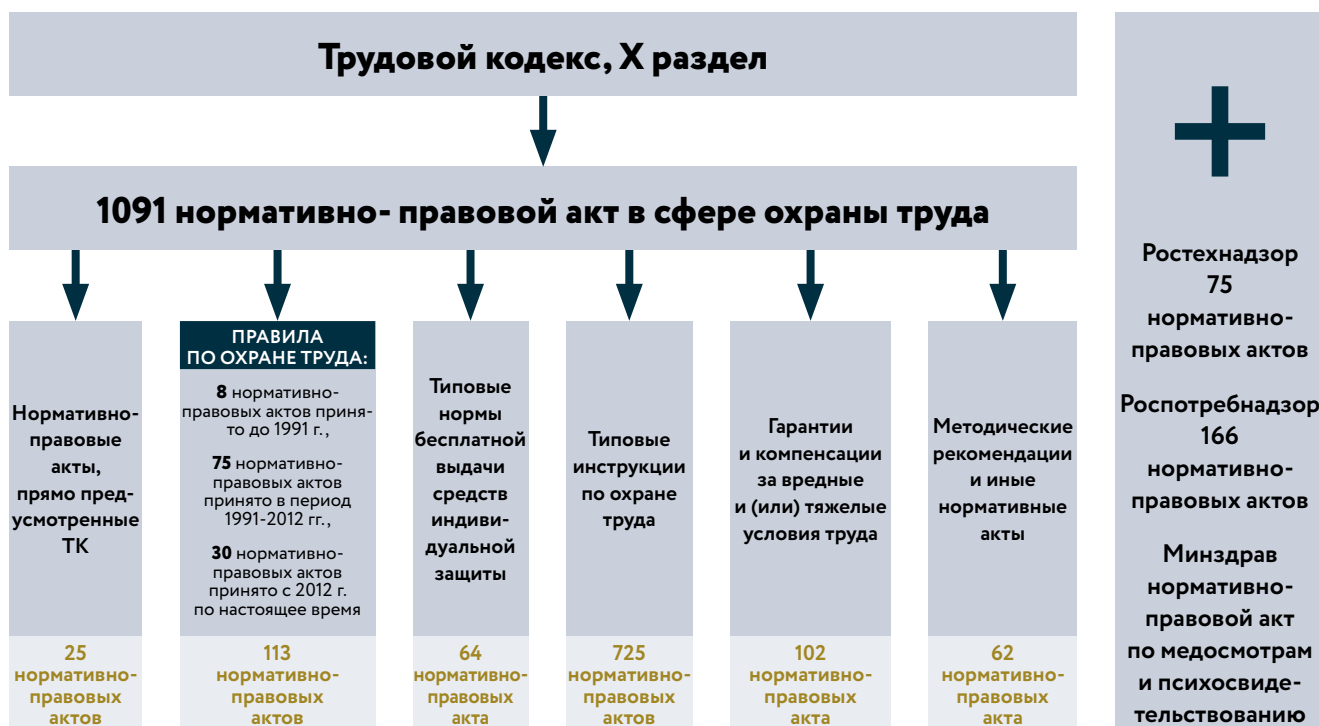 Трудовой кодекс, X раздел
1091 нормативно- правовой акт в сфере охраны труда
Нормативно-
правовые
акты,
прямо пред-
усмотренные
ТК
25
нормативно-
правовых
актов
ПРАВИЛА
ПО ОХРАНЕ ТРУДА:
8 нормативно-
правовых актов приня-
то до 1991 г.,
75 нормативно-
правовых актов
принято в период
1991-2012 гг.,
30 нормативно-
правовых актов
принято с 2012 г.
по настоящее время
113
нормативно-
правовых
актов
Типовые
нормы
бесплатной
выдачи
средств
индиви-
дуальной
защиты
64
нормативно-
правовых
акта
Типовые
инструкции
по охране
труда
725
нормативно-
правовых
актов
Гарантии
и компенсации
за вредные
и (или) тяжелые
условия труда
102
нормативно-
правовых
акта
Методические
рекомендации
и иные
нормативные
акты
62
нормативно-
правовых
акта
+
Ростехнадзор
75
нормативно-
правовых актов
Роспотребнадзор
166
нормативно-
правовых актов
Минздрав
нормативно-
правовой акт
по медосмотрам
и психосвиде-
тельствованию